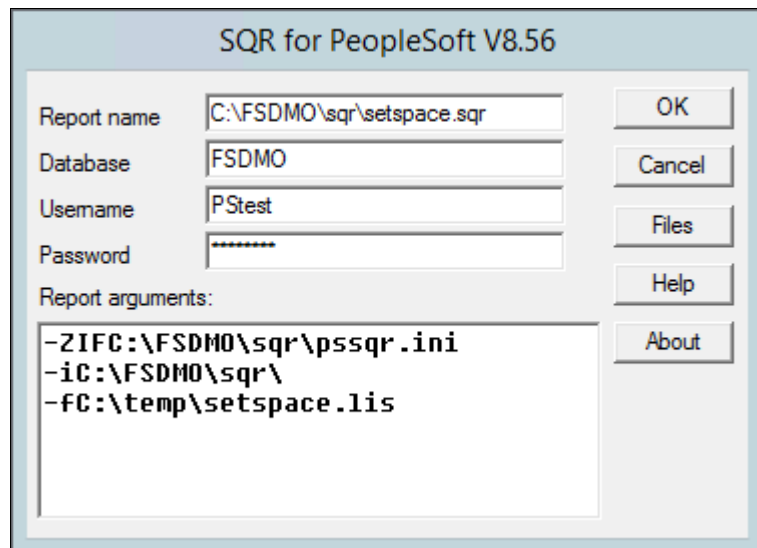 SQR for PeopleSoft V8.56
Report name C:\FSDMO\sqr\setspace.sqr OK
Database FSDMO Cancel
Username PStest
Files
Password ********
Report arguments: Help
-ZIFC:\FSDMO\sqr\pssqr.ini About
-iC:\FSDMO\sqr\
-fC:\temp\setspace.lis